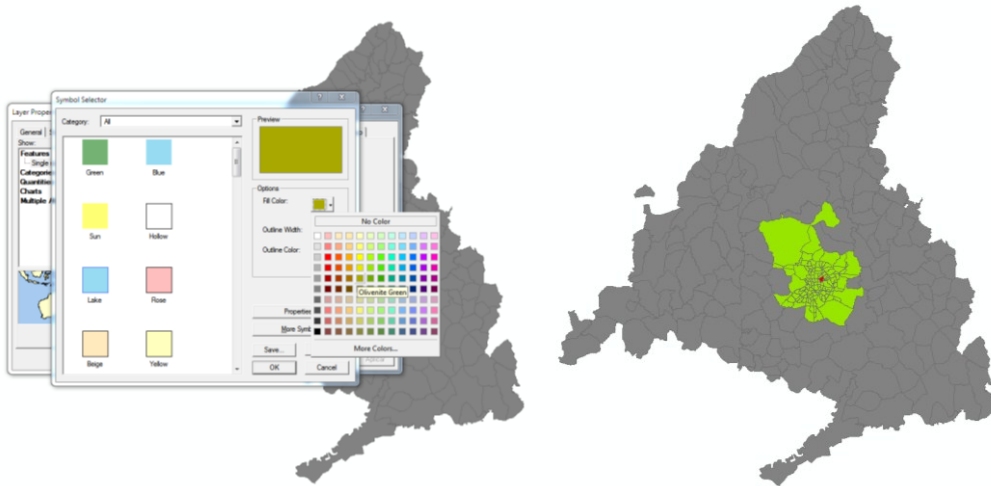 Layer Prope
Symbol Selector
General
Show:
Features
Single
Categorie
Quantities
Charts
Multiple A
Category:
All
Green
Blue
Sun
Hollow
Lake
Rose
Beige
Yellow
Preview
Options
Fill Color:
Outline Width:
Outline Color:
No Color
Olivenite Green
More Colors...
Properties
More Symb
Save...
OK
Cancel